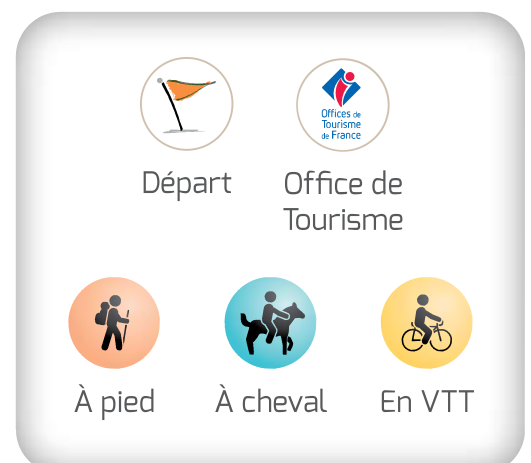 Offices de
Tourisme
de France
Départ
Office de
Tourisme
À pied
À cheval
En VTT